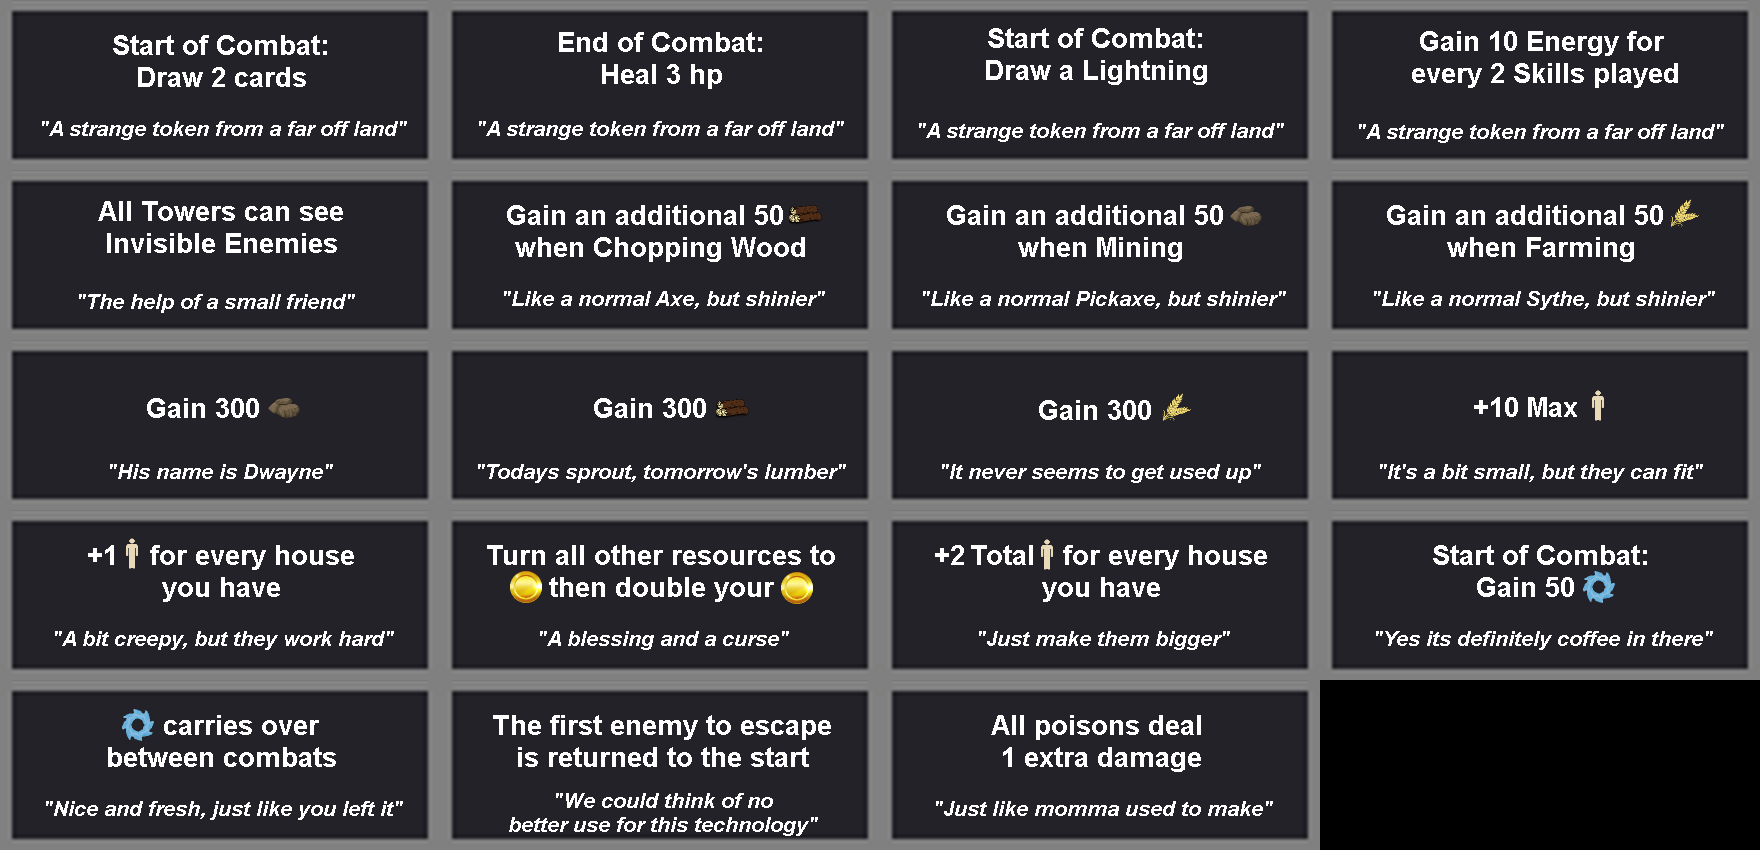 Start of Combat:
Draw 2 cards
"A strange token from a far off land"
End of Combat:
Heal 3 hp
"A strange token from a far off land"
Start of Combat:
Draw a Lightning
"A strange token from a far off land"
Gain 10 Energy for
every 2 Skills played
"A strange token from a far off land"
All Towers can see
Invisible Enemies
"The help of a small friend"
Gain an additional 50
when Chopping Wood
"Like a normal Axe, but shinier"
Gain an additional 50
when Mining
"Like a normal Pickaxe, but shinier"
Gain an additional 50
when Farming
"Like a normal Sythe, but shinier"
Gain 300
"His name is Dwayne"
Gain 300
"Todays sprout, tomorrow's lumber"
Gain 300
"It never seems to get used up"
+10 Max
"It's a bit small, but they can fit"
+1 for every house
you have
"A bit creepy, but they work hard"
Turn all other resources to
then double your
"A blessing and a curse"
+2 Total for every house
you have
"Just make them bigger"
Start of Combat:
Gain 50
"Yes its definitely coffee in there"
carries over
between combats
"Nice and fresh, just like you left it"
The first enemy to escape
is returned to the start
"We could think of no
better use for this technology"
All poisons deal
1 extra damage
"Just like momma used to make"